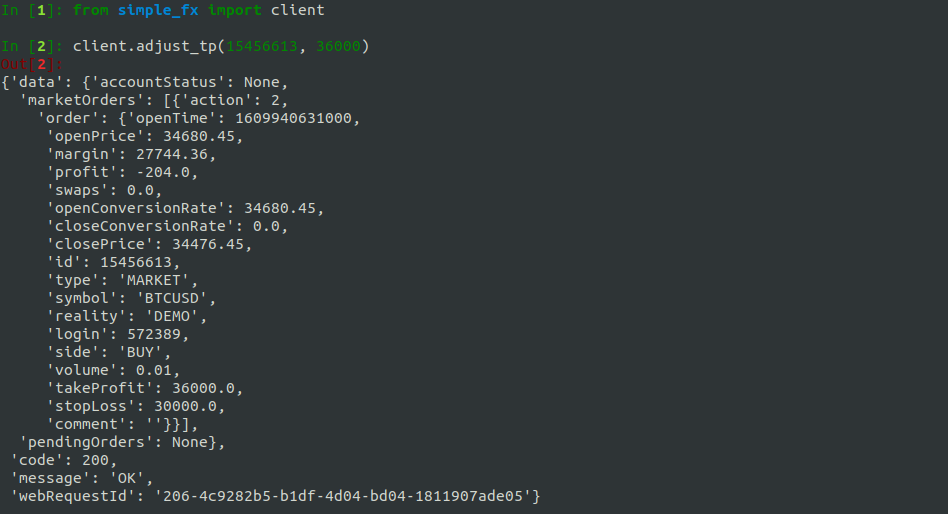 In [1]: from simple_fx import client
In [2]: client.adjust_tp(15456613, 36000)
Out[2]:
{'data': {'accountStatus': None,
  'marketOrders': [{'action': 2,
    'order': {'openTime': 1609940631000,
     'openPrice': 34680.45,
     'margin': 27744.36,
     'profit': -204.0,
     'swaps': 0.0,
     'openConversionRate': 34680.45,
     'closeConversionRate': 0.0,
     'closePrice': 34476.45,
     'id': 15456613,
     'type': 'MARKET',
     'symbol': 'BTCUSD',
     'reality': 'DEMO',
     'login': 572389,
     'side': 'BUY',
     'volume': 0.01,
     'takeProfit': 36000.0,
     'stopLoss': 30000.0,
     'comment': ''}}],
  'pendingOrders': None},
 'code': 200,
 'message': 'OK',
 'webRequestId': '206-4c9282b5-b1df-4d04-bd04-1811907ade05'}